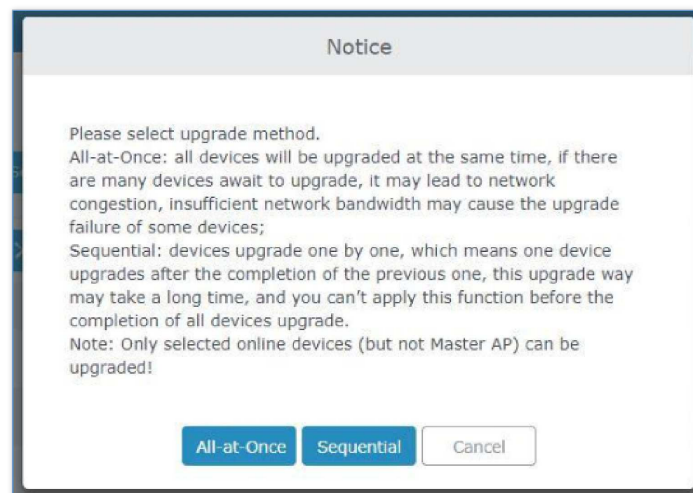 Notice
Please select upgrade method.
All-at-Once: all devices will be upgraded at the same time, if there
are many devices await to upgrade, it may lead to network
congestion, insufficient network bandwidth may cause the upgrade
failure of some devices;
Sequential: devices upgrade one by one, which means one device
upgrades after the completion of the previous one, this upgrade way
may take a long time, and you can’t apply this function before the
completion of all devices upgrade.
Note: Only selected online devices (but not Master AP) can be
upgraded!
All-at-Once Sequential Cancel